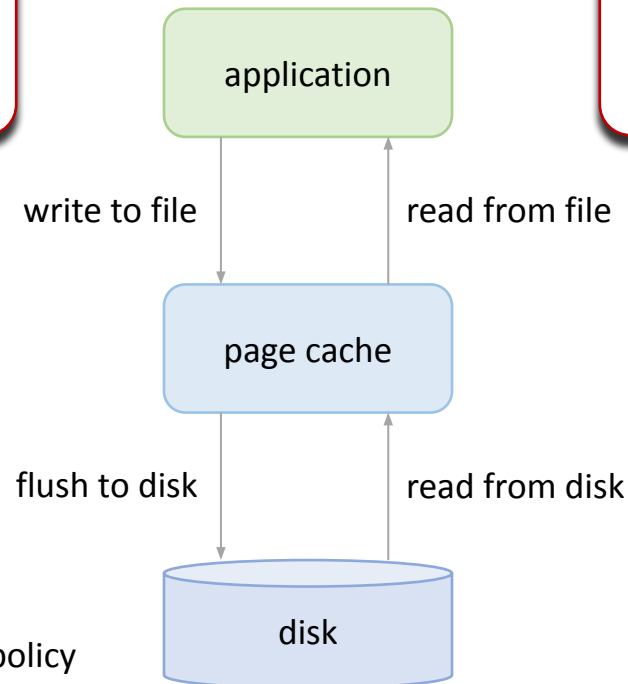 application
write to file
read from file
page cache
flush to disk
read from disk
disk
policy